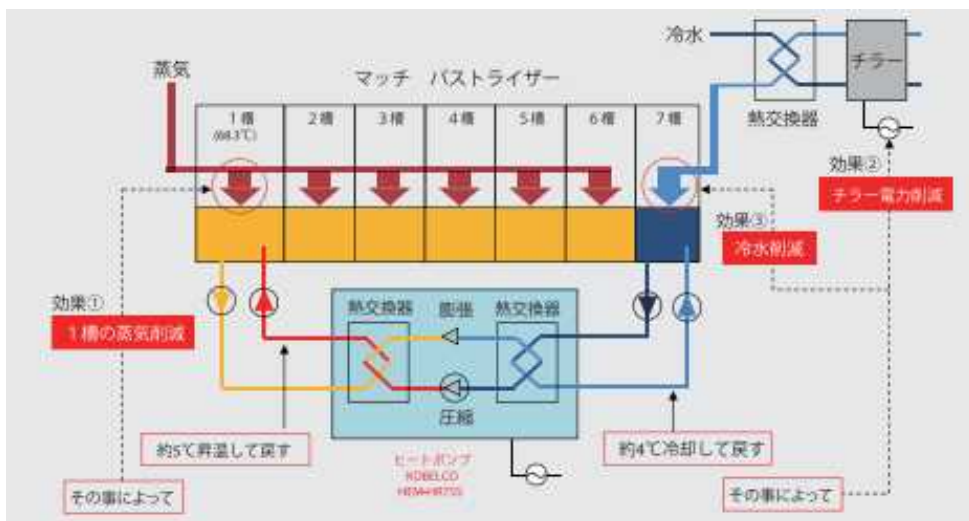 冷水
チラー
蒸気
マッチ パストライザー
熱交換器
1槽
(68.3℃)
2槽
3槽
4槽
5槽
6槽
7槽
効果②
チラー電力削減
効果③
冷水削減
効果①
1槽の蒸気削減
熱交換器
膨張
熱交換器
圧縮
約5℃昇温して戻す
約4℃冷却して戻す
ヒートポンプ
KOBELCO
HEM-HR75S
その事によって
その事によって